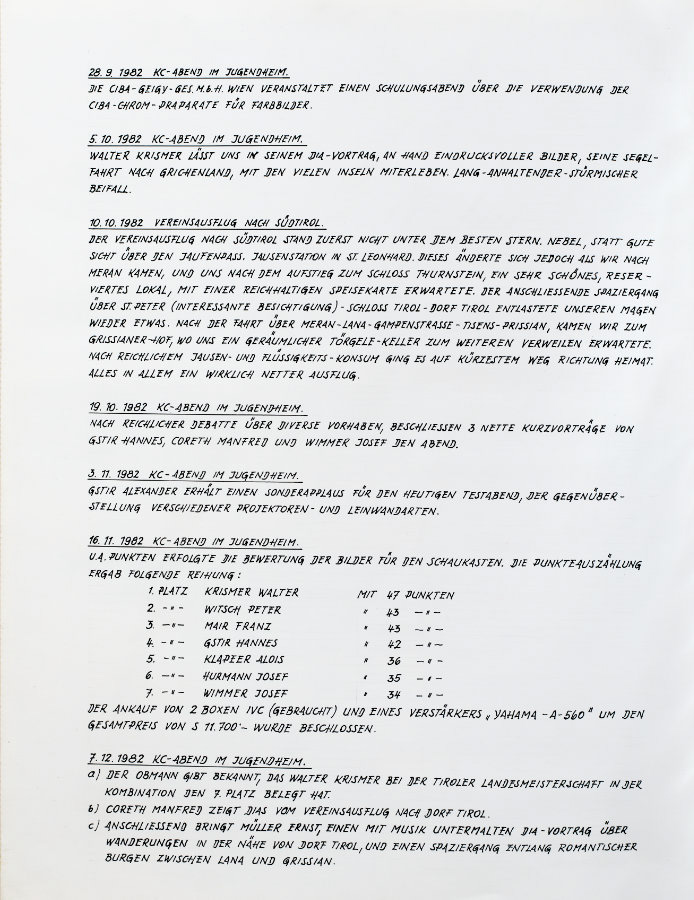 28.9.1982 KC-ABEND IM JUGENDHEIM.
DIE CIBA-GEIGY-GES.M.b.H. WIEN VERANSTALTET EINEN SCHULUNGSABEND ÜBER DIE VERWENDUNG DER
CIBA-CHROM-PRÄPARATE FÜR FARBBILDER.
5.10.1982 KC-ABEND IM JUGENDHEIM.
WALTER KRISMER LÄSST UNS IN SEINEM DIA-VORTRAG, AN HAND EINDRUCKSVOLLER BILDER, SEINE SEGEL-
FAHRT NACH GRICHENLAND, MIT DEN VIELEN INSELN MITERLEBEN. LANG-ANHALTENDER-STÜRMISCHER
BEIFALL.
10.10.1982 VEREINSAUSFLUG NACH SÜDTIROL.
DER VEREINSAUSFLUG NACH SÜDTIROL STAND ZUERST NICHT UNTER DEM BESTEN STERN. NEBEL, STATT GUTE
SICHT ÜBER DEN JAUFENPASS. JAUSENSTATION IN ST. LEONHARD. DIESES ÄNDERTE SICH JEDOCH ALS WIR NACH
MERAN KAMEN, UND UNS NACH DEM AUFSTIEG ZUM SCHLOSS THURNSTEIN, EIN SEHR SCHÖNES, RESER-
VIERTES LOKAL, MIT EINER REICHHALTIGEN SPEISEKARTE ERWARTETE. DER ANSCHLIESSENDE SPAZIERGANG
ÜBER ST. PETER (INTERESSANTE BESICHTIGUNG)-SCHLOSS TIROL-DORF TIROL ENTLASTETE UNSEREN MAGEN
WIEDER ETWAS. NACH DER FAHRT ÜBER MERAN-LANA-GAMPENSTRASSE-TISENS-PRISSIAN, KAMEN WIR ZUM
GRISSIANER-HOF, WO UNS EIN GERÄUMLICHER TÖRGELE-KELLER ZUM WEITEREN VERWEILEN ERWARTETE.
NACH REICHLICHEM JAUSEN- UND FLÜSSIGKEITS-KONSUM GING ES AUF KÜRZESTEM WEG RICHTUNG HEIMAT.
ALLES IN ALLEM EIN WIRKLICH NETTER AUSFLUG.
19.10.1982 KC-ABEND IM JUGENDHEIM.
NACH REICHLICHER DEBATTE ÜBER DIVERSE VORHABEN, BESCHLIESSEN 3 NETTE KURZVORTRÄGE VON
GSTIR HANNES, CORETH MANFRED UND WIMMER JOSEF DEN ABEND.
3.11.1982 KC-ABEND IM JUGENDHEIM.
GSTIR ALEXANDER ERHÄLT EINEN SONDERAPPLAUS FÜR DEN HEUTIGEN TESTABEND, DER GEGENÜBER-
STELLUNG VERSCHIEDENER PROJEKTOREN- UND LEINWANDARTEN.
16.11.1982 KC-ABEND IM JUGENDHEIM.
U.A. PUNKTEN ERFOLGTE DIE BEWERTUNG DER BILDER FÜR DEN SCHAUKASTEN. DIE PUNKTEAUSZÄHLUNG
ERGAB FOLGENDE REIHUNG:
1. PLATZ KRISMER WALTER MIT 47 PUNKTEN
2. -"- WITSCH PETER " 43 -"-
3. -"- MAIR FRANZ " 43 -"-
4. -"- GSTIR HANNES " 42 -"-
5. -"- KLAPEER ALOIS " 36 -"-
6. -"- HURMANN JOSEF " 35 -"-
7. -"- WIMMER JOSEF " 34 -"-
DER ANKAUF VON 2 BOXEN IVC (GEBRAUCHT) UND EINES VERSTÄRKERS „YAHAMA-A-560" UM DEN
GESAMTPREIS VON S 11.700'- WURDE BESCHLOSSEN.
7.12.1982 KC-ABEND IM JUGENDHEIM.
a) DER OBMANN GIBT BEKANNT, DAS WALTER KRISMER BEI DER TIROLER LANDESMEISTERSCHAFT IN DER
KOMBINATION DEN 7. PLATZ BELEGT HAT.
b) CORETH MANFRED ZEIGT DIAS VOM VEREINSAUSFLUG NACH DORF TIROL.
c) ANSCHLIESSEND BRINGT MÜLLER ERNST, EINEN MIT MUSIK UNTERMALTEN DIA-VORTRAG ÜBER
WANDERUNGEN IN DER NÄHE VON DORF TIROL, UND EINEN SPAZIERGANG ENTLANG ROMANTISCHER
BURGEN ZWISCHEN LANA UND GRISSIAN.